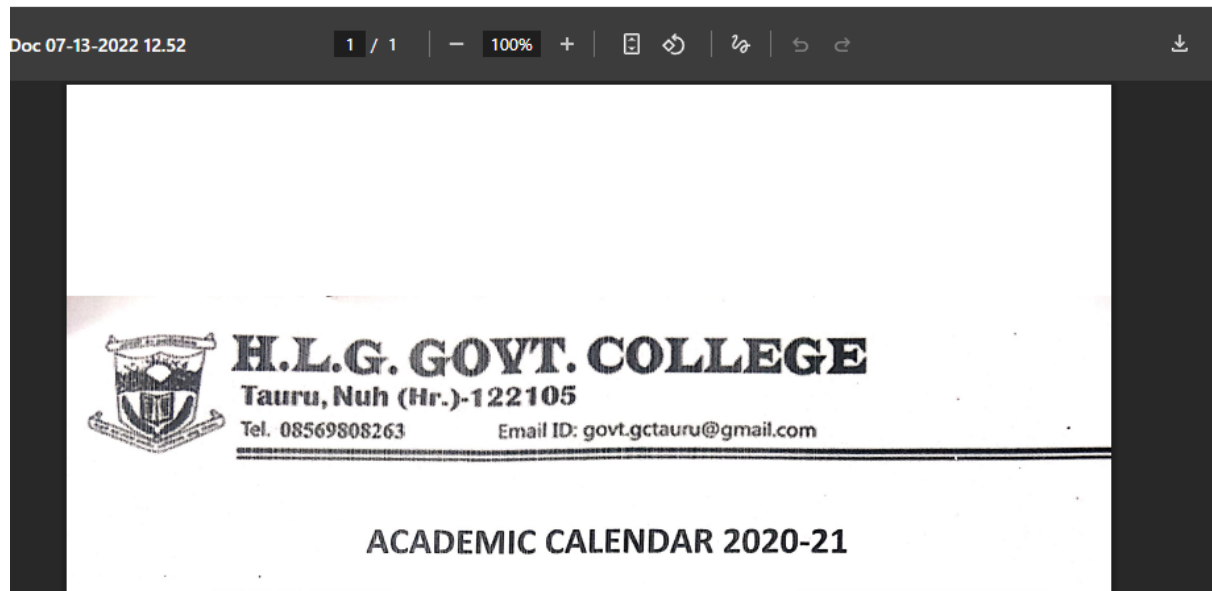 Doc 07-13-2022 12.52
1 / 1
100%
H.L.G. GOVT. COLLEGE
Tauru, Nuh (Hr.)-122105
Tel. 08569808263 Email ID: govt.gctauru@gmail.com
ACADEMIC CALENDAR 2020-21